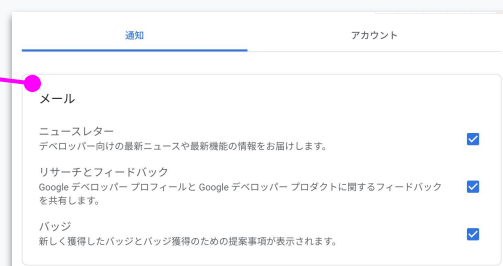 通知
アカウント
メール
ニュースレター
デベロッパー向けの最新ニュースや最新機能の情報をお届けします。
リサーチとフィードバック
Google デベロッパー プロフィールと Google デベロッパー プロダクトに関するフィードバック
を共有します。
バッジ
新しく獲得したバッジとバッジ獲得のための提案事項が表示されます。